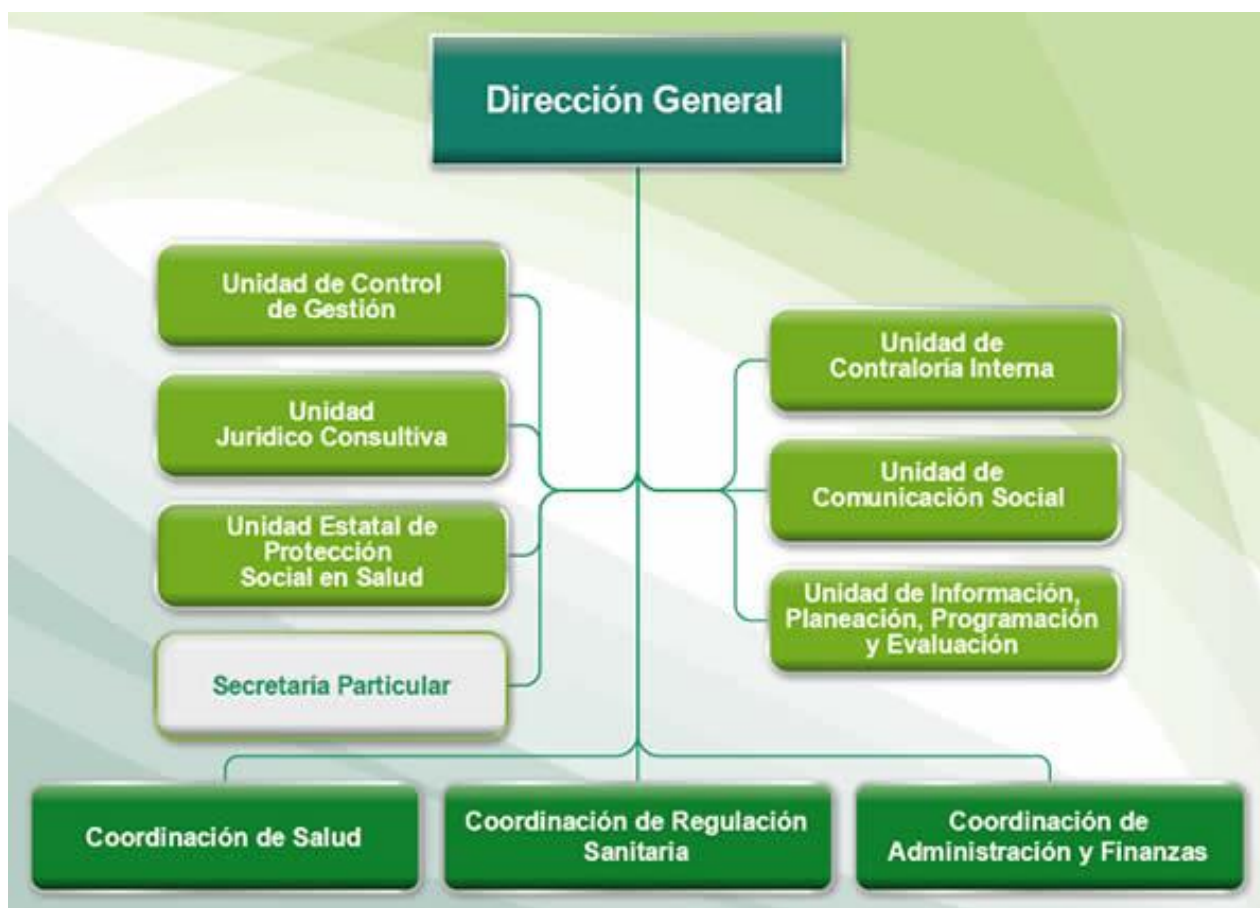 Dirección General
Unidad de Control
de Gestión
Unidad
Jurídico Consultiva
Unidad Estatal de
Protección
Social en Salud
Secretaría Particular
Unidad de
Contraloría Interna
Unidad de
Comunicación Social
Unidad de Información,
Planeación, Programación
y Evaluación
Coordinación de Salud
Coordinación de Regulación
Sanitaria
Coordinación de
Administración y Finanzas